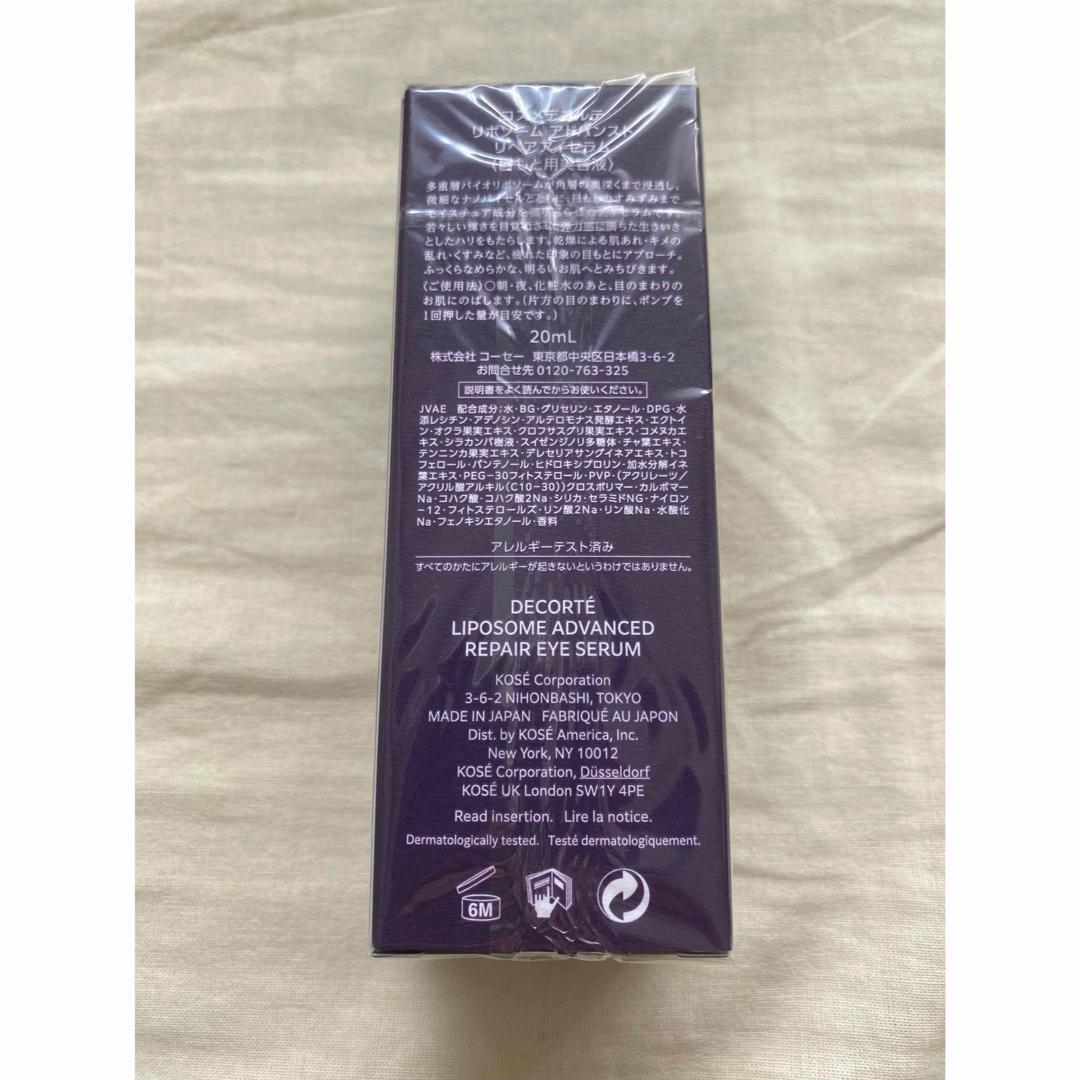 コスメデコルテ
リポソーム アドバンスト
リペアアイセラム
〈目もと用美容液〉
多重層バイオリポソームが角層の奥深くまで浸透し、
微細なナノバイセルとともに、目もとのすみずみまで
モイスチュア成分を
若々しい輝きを目覚めさせ、弾力感に満ちた生きいき
としたハリをもたらします。乾燥による肌あれ・キメの
乱れ・くすみなど、疲れた印象の目もとにアプローチ。
ふっくらなめらかな、明るいお肌へとみちびきます。
〈ご使用法〉○朝・夜、化粧水のあと、目のまわりの
お肌にのばします。(片方の目のまわりに、ポンプを
1回押した量が目安です。)
20mL
株式会社 コーセー 東京都中央区日本橋3-6-2
お問合せ先 0120-763-325
説明書をよく読んでからお使いください。
JVAE 配合成分;水・BG・グリセリン・エタノール・DPG・水
添レシチン・アデノシン・アルテロモナス発酵エキス・エクトイ
ン・オクラ果実エキス・クロフサスグリ果実エキス・コメヌカエ
キス・シラカンバ樹液・スイゼンジノリ多糖体・チャ葉エキス・
テンニンカ果実エキス・デレセリアサングイネアエキス・トコ
フェロール・パンテノール・ヒドロキシプロリン・加水分解イネ
葉エキス・PEG-30フィトステロール・PVP・(アクリレーツ/
アクリル酸アルキル(C10-30))クロスポリマー・カルボマー
Na・コハク酸・コハク酸2Na・シリカ・セラミドNG・ナイロン
-12・フィトステロールズ・リン酸2Na・リン酸Na・水酸化
Na・フェノキシエタノール・香料
アレルギーテスト済み
すべてのかたにアレルギーが起きないというわけではありません。
DECORTÉ
LIPOSOME ADVANCED
REPAIR EYE SERUM
KOSÉ Corporation
3-6-2 NIHONBASHI, TOKYO
MADE IN JAPAN FABRIQUÉ AU JAPON
Dist. by KOSÉ America, Inc.
New York, NY 10012
KOSÉ Corporation, Düsseldorf
KOSÉ UK London SW1Y 4PE
Read insertion. Lire la notice.
Dermatologically tested. Testé dermatologiquement.
6M